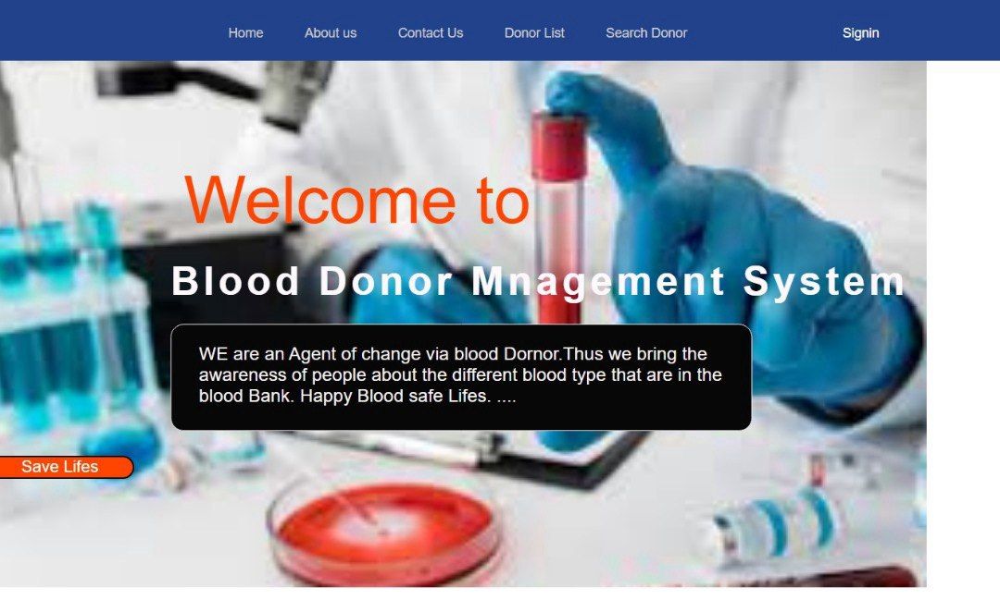 Home About us Contact Us Donor List Search Donor Signin
Welcome to
Blood Donor Mnagement System
WE are an Agent of change via blood Dornor.Thus we bring the
awareness of people about the different blood type that are in the
blood Bank. Happy Blood safe Lifes. ....
Save Lifes